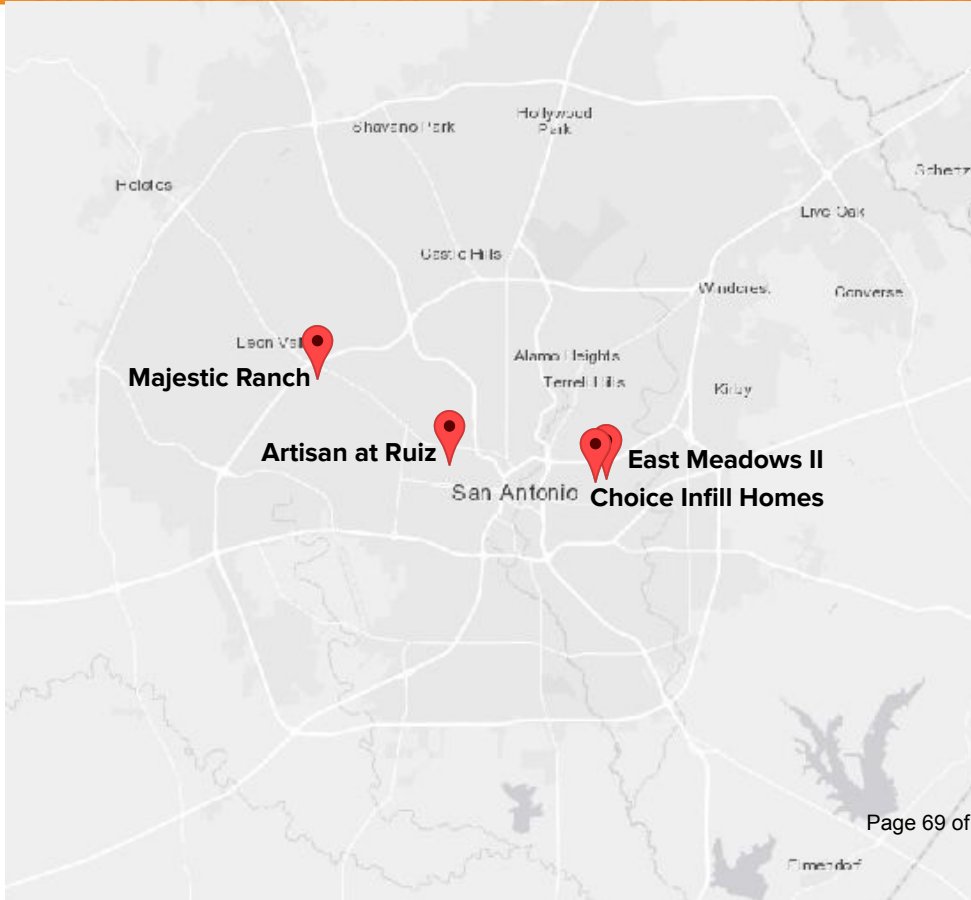 Hollywood
Park
Shavano Park
Schertz
Helotes
Live Oak
Castle Hills
Windcrest
Converse
Leon Val
Alamo Heights
Terrell Hills
Majestic Ranch
Kirby
Artisan at Ruiz
East Meadows II
San Antonio
Choice Infill Homes
Page 69 of
Elmendorf